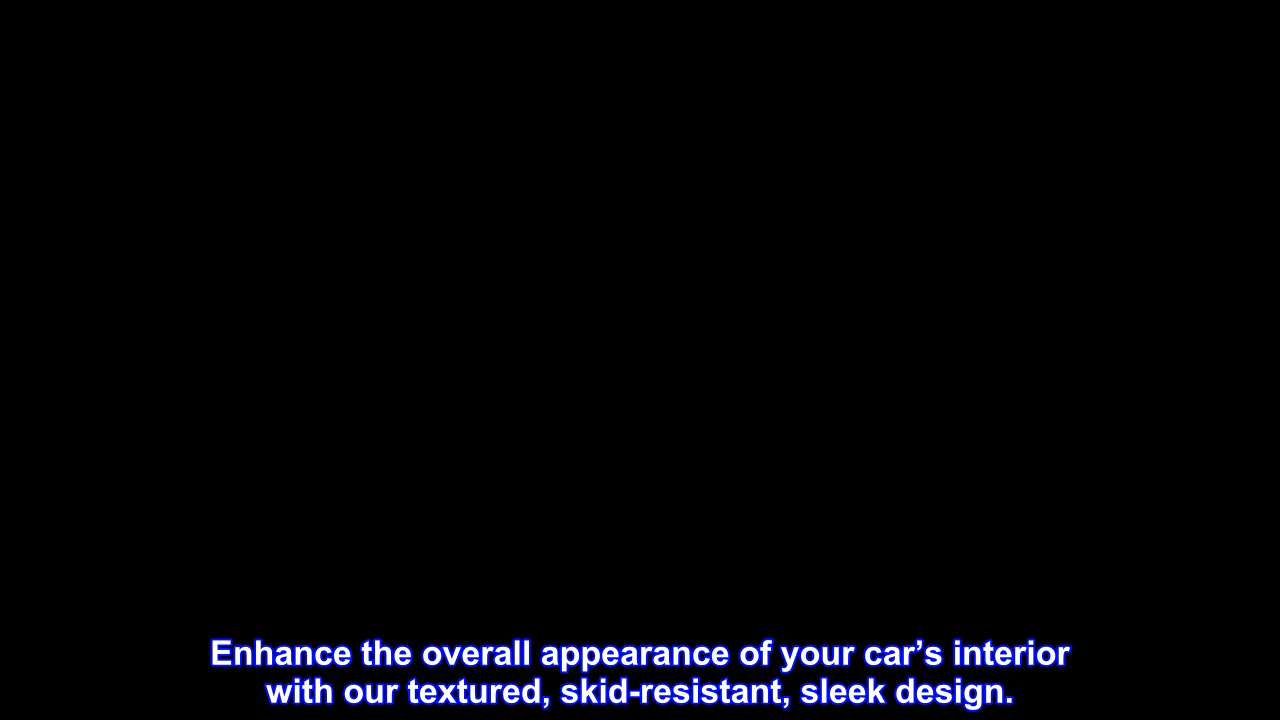 Enhance the overall appearance of your car’s interior
with our textured, skid-resistant, sleek design.